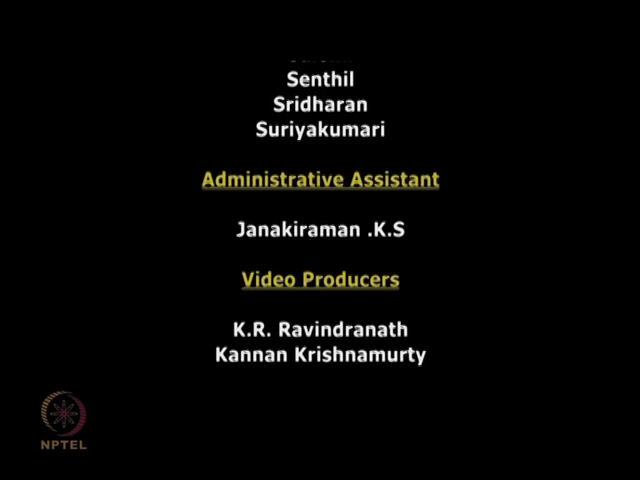 Senthil
Sridharan
Suriyakumari
Administrative Assistant
Janakiraman .K.S
Video Producers
K.R. Ravindranath
Kannan Krishnamurty
NPTEL